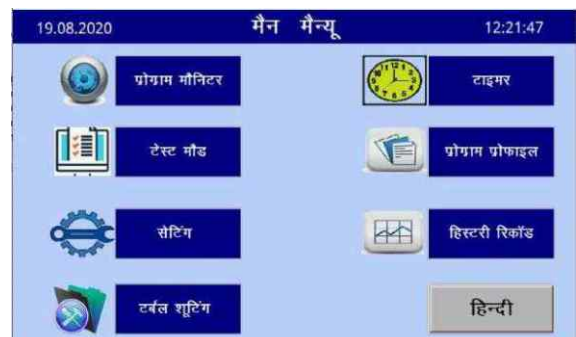 19.08.2020 मैन मैन्यू 12:21:47
प्रोग्राम मौनिटर टाइमर
टेस्ट मौड प्रोग्राम प्रोफाइल
सेटिंग हिस्टरी रिकॉड
टर्बल शूटिंग हिन्दी